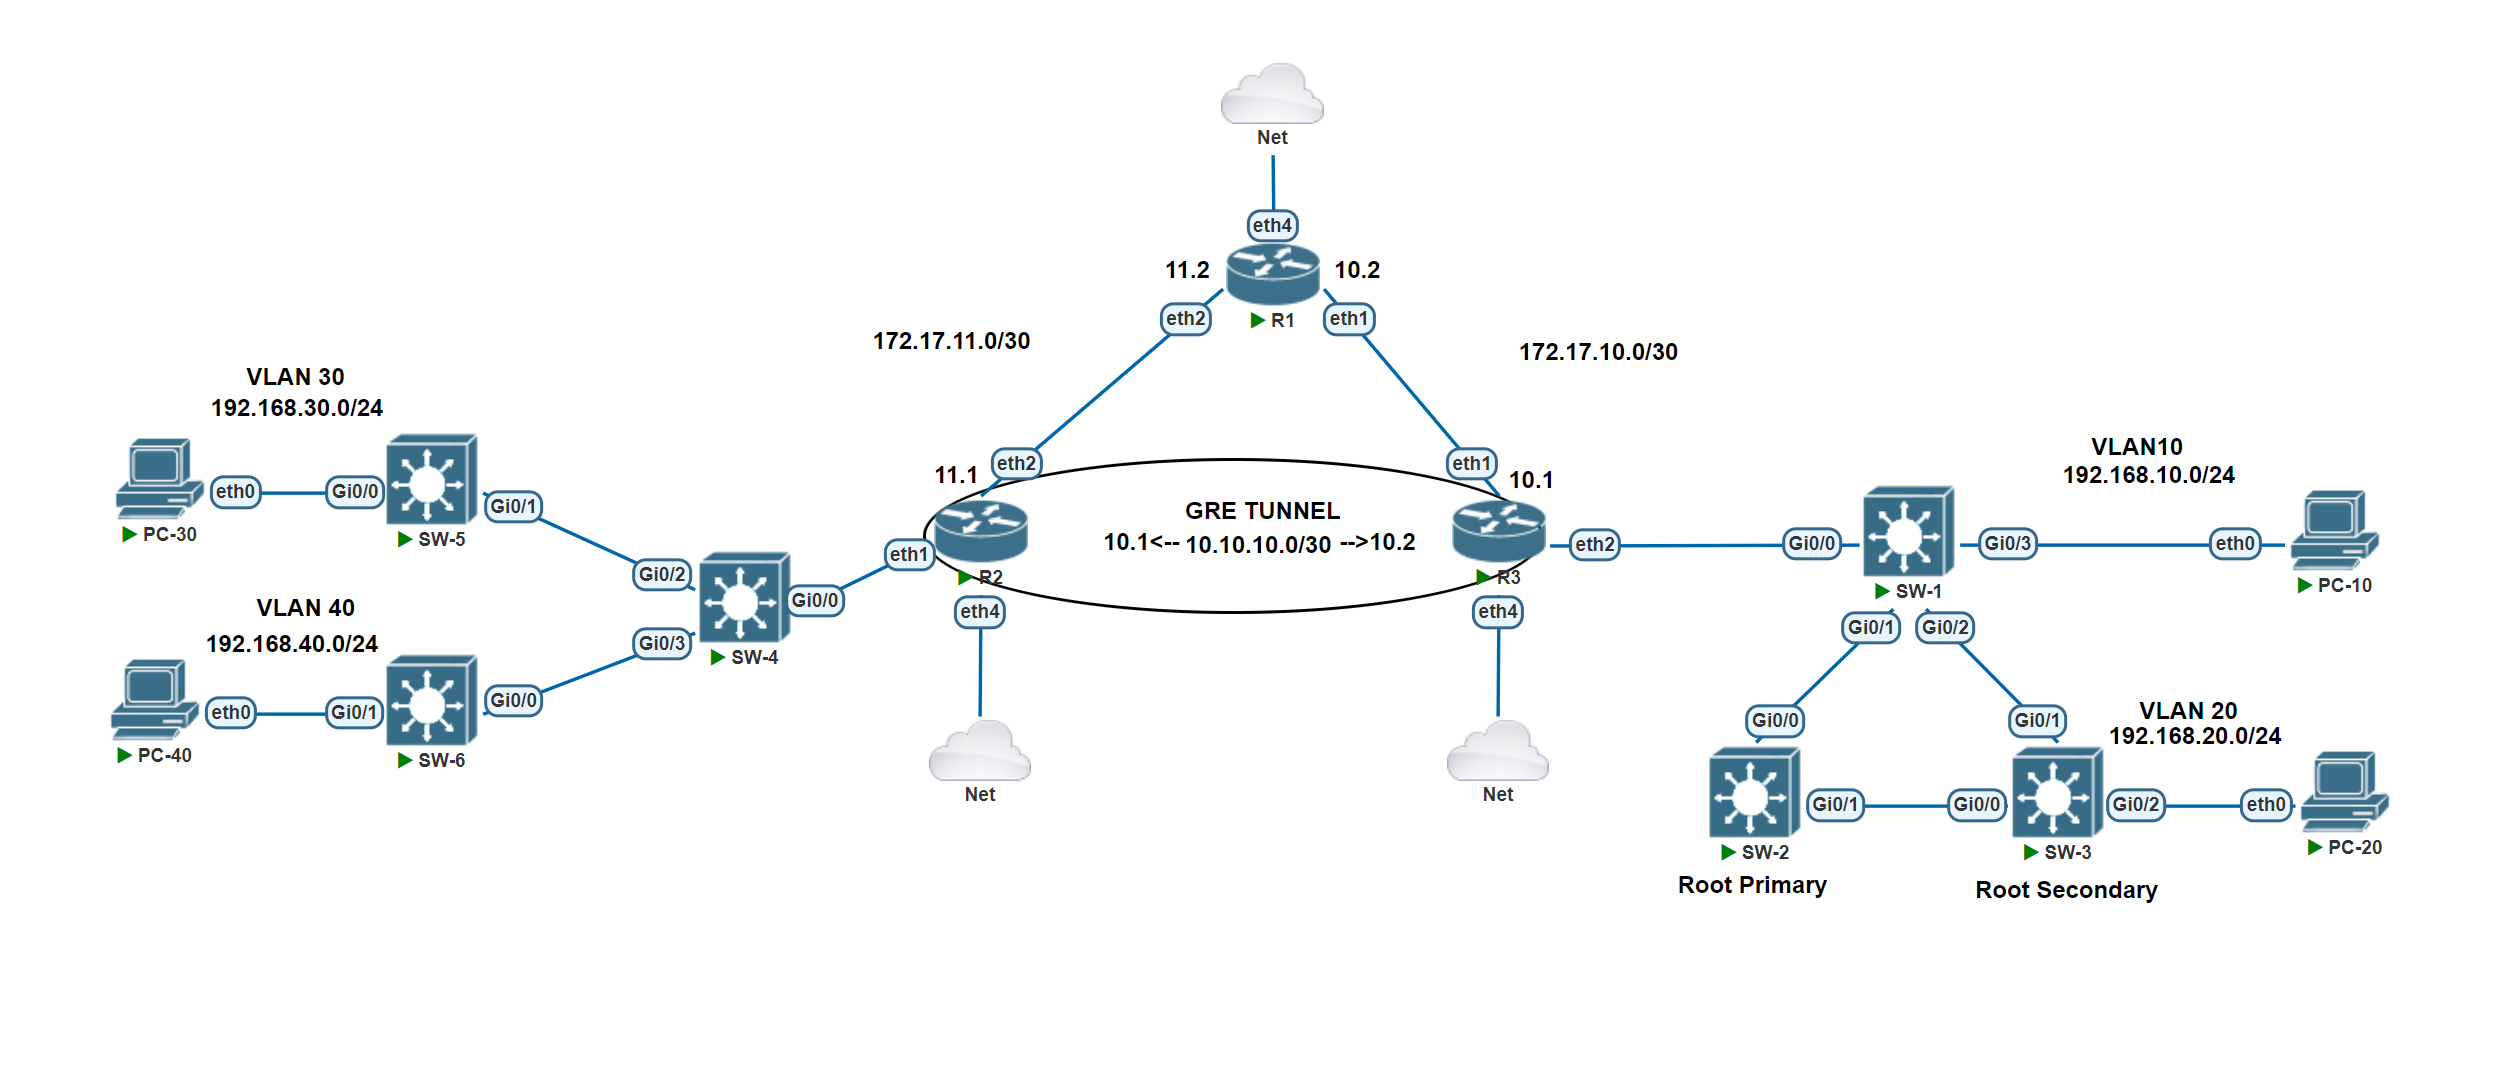 Net
eth4
11.2
10.2
eth2
R1
eth1
172.17.11.0/30
172.17.10.0/30
VLAN 30
192.168.30.0/24
eth0
Gi0/0
Gi0/1
PC-30
SW-5
VLAN 40
192.168.40.0/24
eth0
Gi0/1
Gi0/0
PC-40
SW-6
Gi0/2
Gi0/3
SW-4
Gi0/0
eth1
11.1
eth2
R2
eth4
Net
GRE TUNNEL
10.1<-- 10.10.10.0/30 -->10.2
eth1
10.1
R3
eth2
eth4
Net
Gi0/0
SW-1
Gi0/3
VLAN10
192.168.10.0/24
eth0
PC-10
Gi0/1
Gi0/2
Gi0/0
Gi0/1
VLAN 20
192.168.20.0/24
Gi0/1
Gi0/0
Gi0/2
eth0
SW-2
SW-3
PC-20
Root Primary
Root Secondary